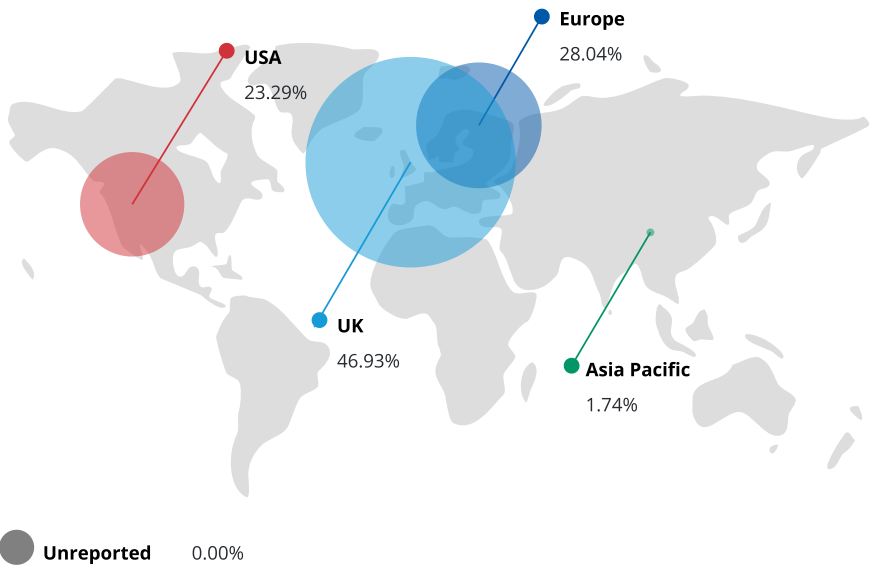 Europe
28.04%
USA
23.29%
UK
46.93%
Asia Pacific
1.74%
Unreported 0.00%